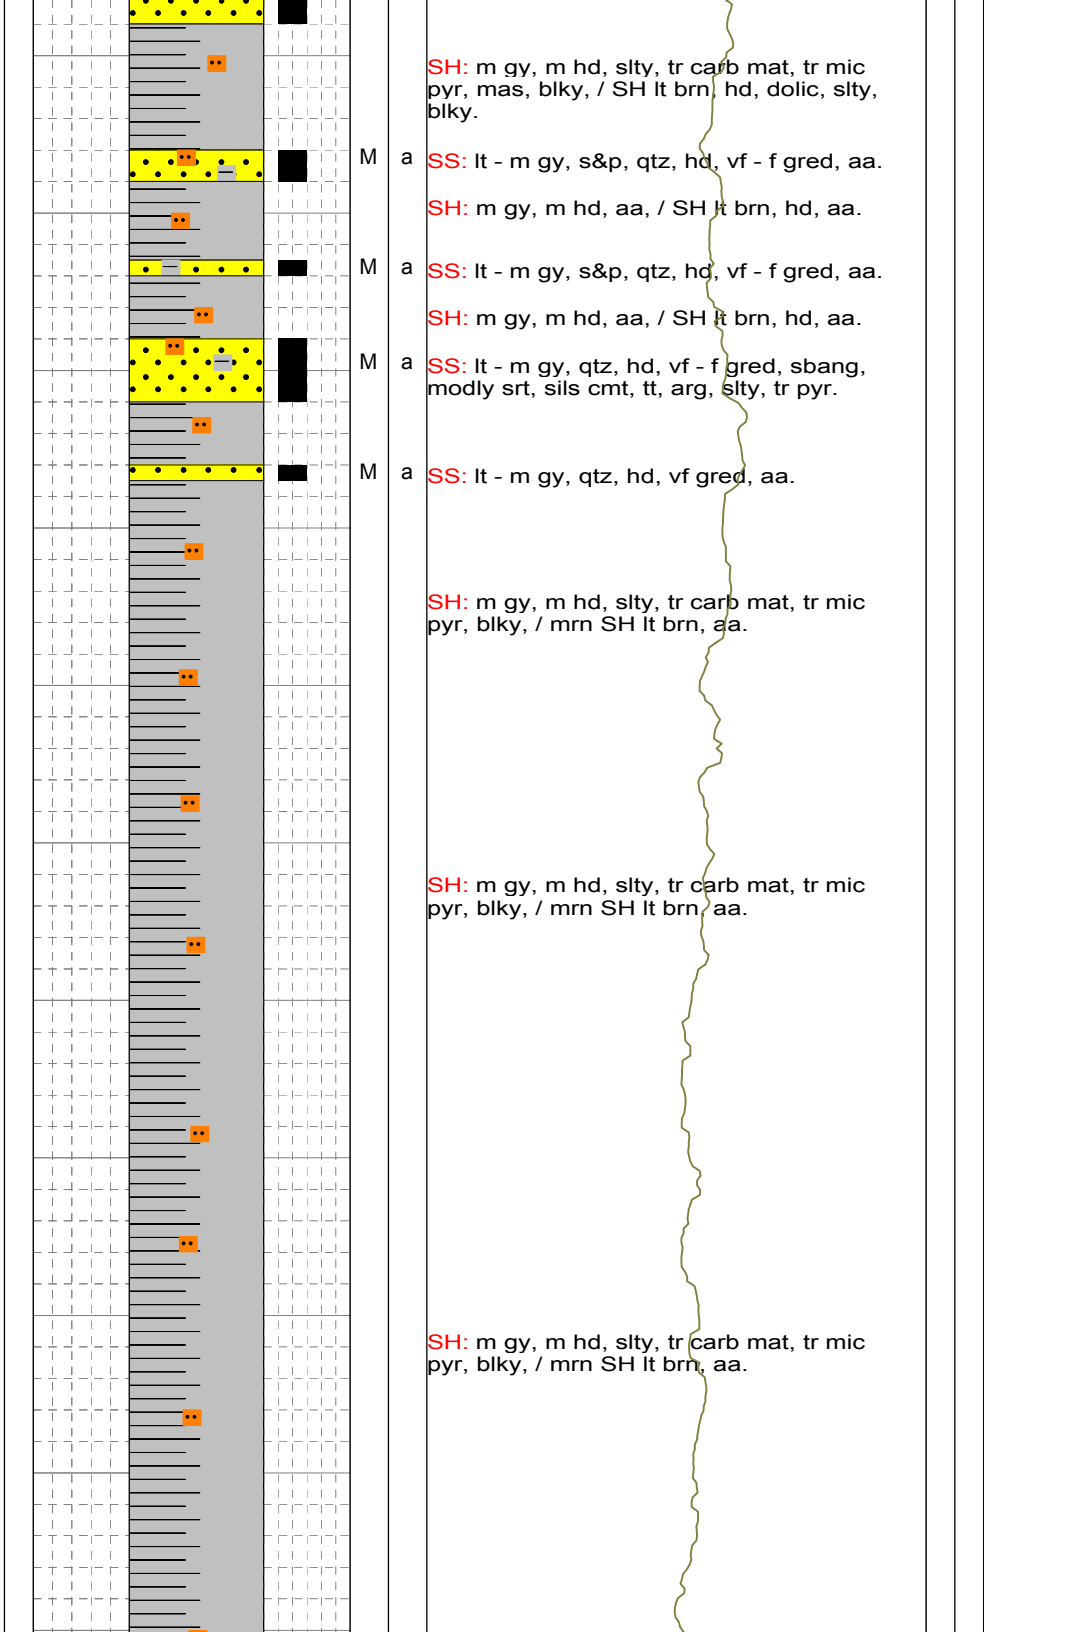 SH: m gy, m hd, slty, tr carb mat, tr mic
pyr, mas, blky, / SH lt brn, hd, dolic, slty,
blky.
M a SS: lt - m gy, s&p, qtz, hd, vf - f gred, aa.
SH: m gy, m hd, aa, / SH lt brn, hd, aa.
M a SS: lt - m gy, s&p, qtz, hd, vf - f gred, aa.
SH: m gy, m hd, aa, / SH lt brn, hd, aa.
M a SS: lt - m gy, qtz, hd, vf - f gred, sbang,
modly srt, sils cmt, tt, arg, slty, tr pyr.
M a SS: lt - m gy, qtz, hd, vf gred, aa.
SH: m gy, m hd, slty, tr carb mat, tr mic
pyr, blky, / mrn SH lt brn, aa.
SH: m gy, m hd, slty, tr carb mat, tr mic
pyr, blky, / mrn SH lt brn, aa.
SH: m gy, m hd, slty, tr carb mat, tr mic
pyr, blky, / mrn SH lt brn, aa.